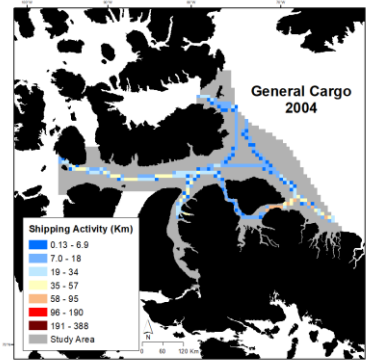 General Cargo
2004
Shipping Activity (Km)
0.13 - 6.9
7.0 - 18
19 - 34
35 - 57
58 - 95
96 - 190
191 - 388
Study Area
N
0 60 120 Km